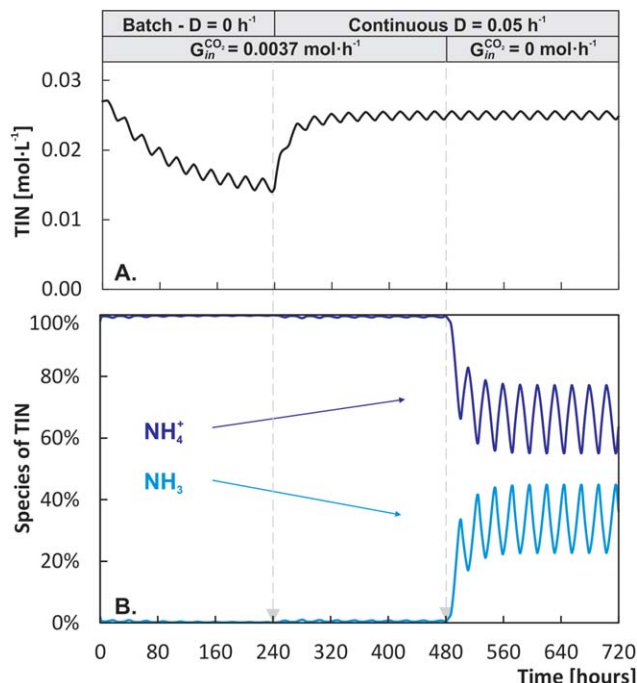 Batch - D = 0 h⁻¹ Continuous D = 0.05 h⁻¹
G_in^CO₂ = 0.0037 mol·h⁻¹ G_in^CO₂ = 0 mol·h⁻¹
0.03
0.02
0.01
0.00
TIN [mol·L⁻¹]
A.
100%
80%
60%
40%
20%
0%
Species of TIN
NH₄⁺
NH₃
B.
0 80 160 240 320 400 480 560 640 720
Time [hours]